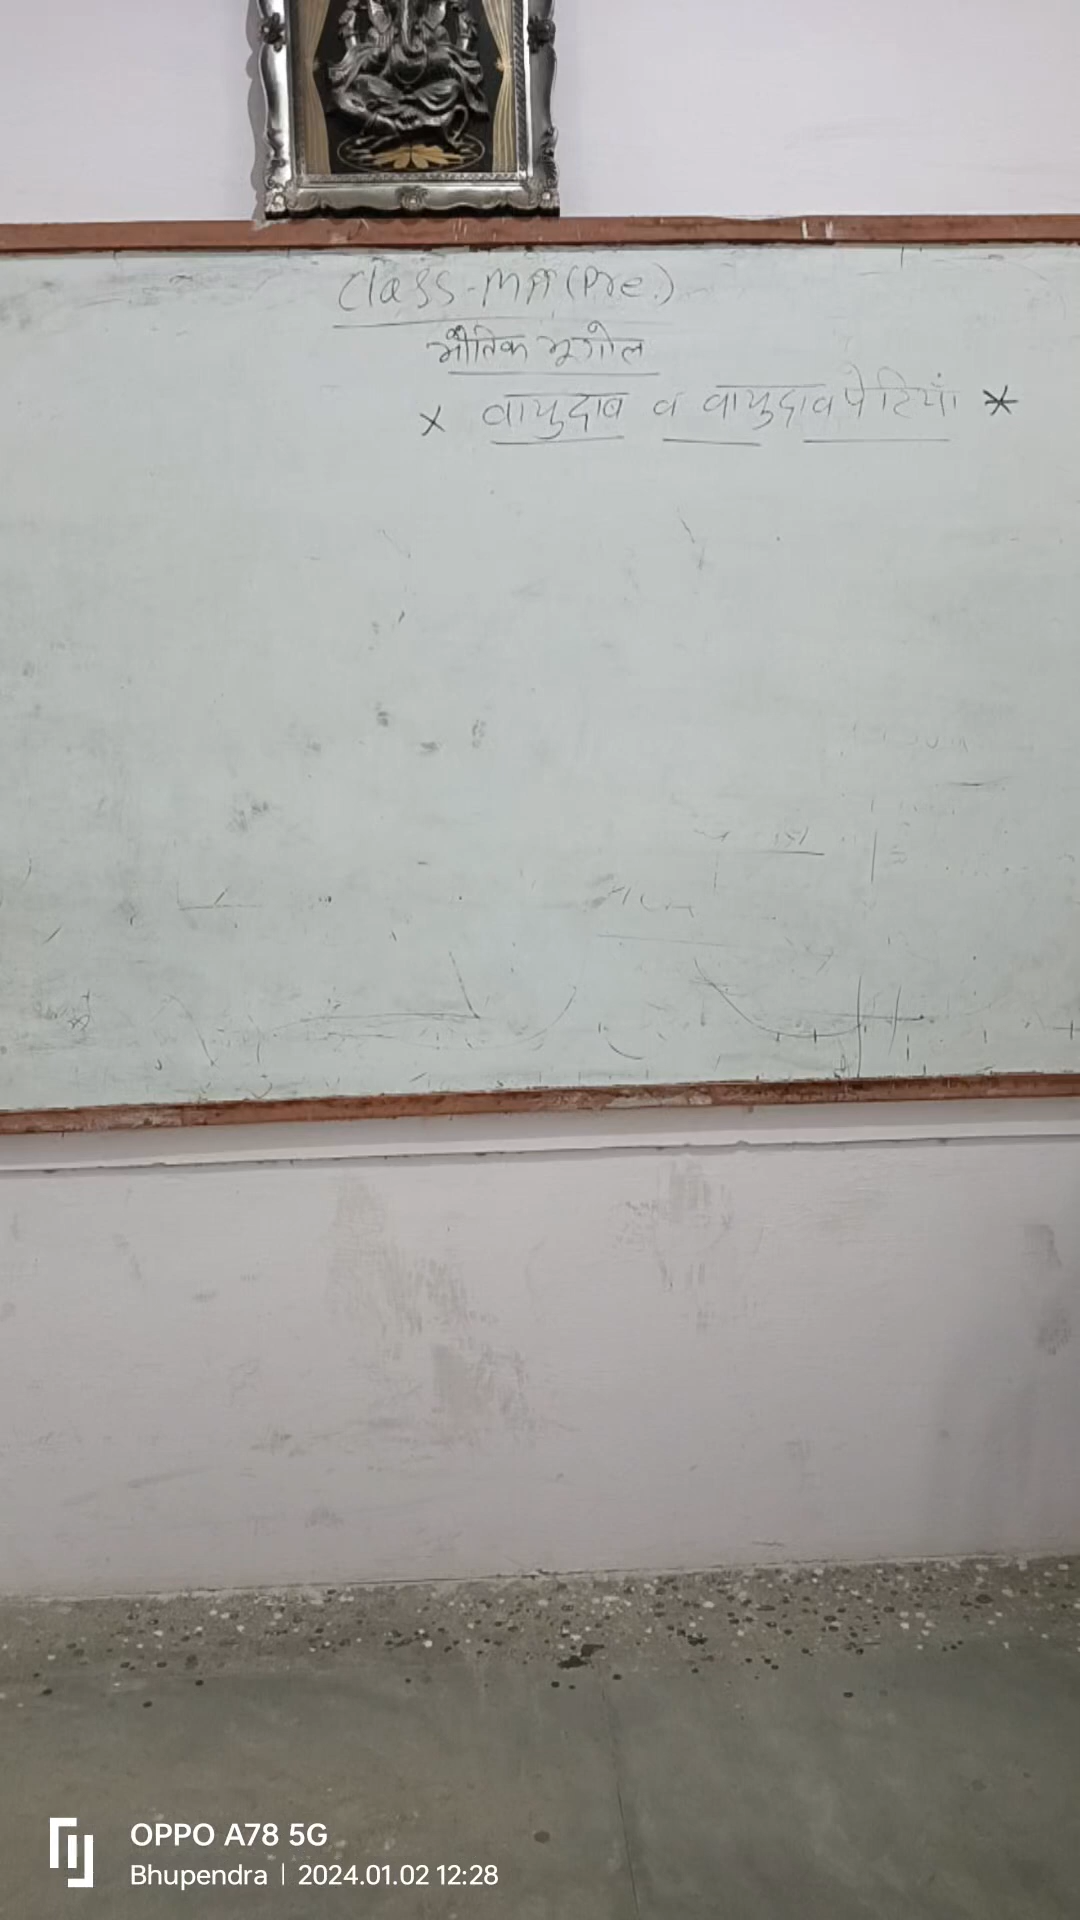 Class-MA (Pre.)
भौतिक भूगोल
× वायुदाब व वायुदाब पेटियाँ *
OPPO A78 5G
Bhupendra | 2024.01.02 12:28